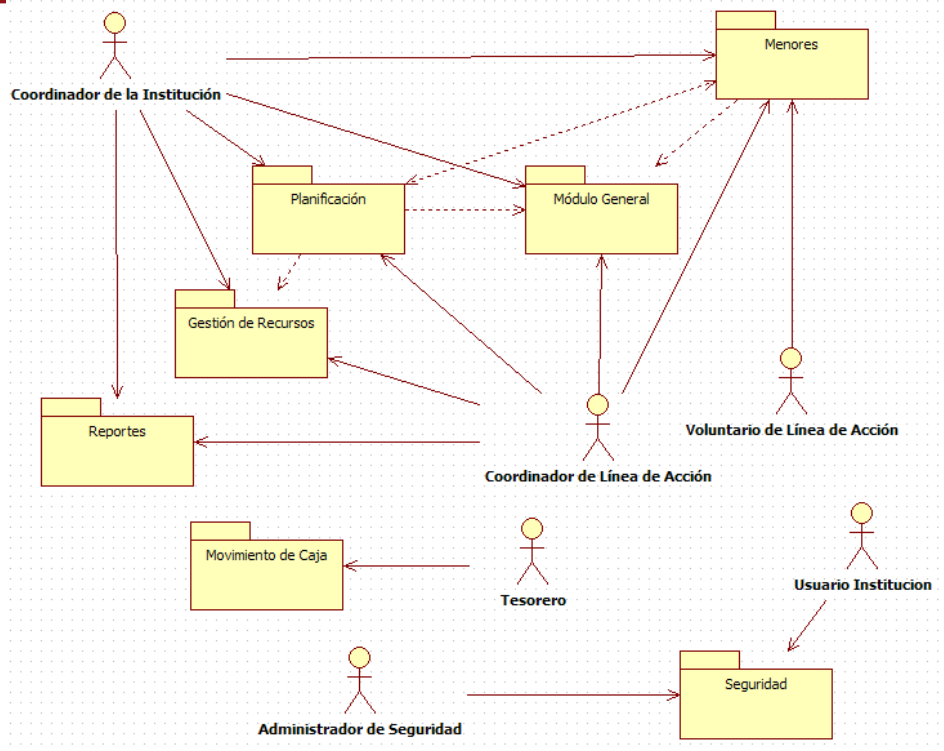 Menores
Coordinador de la Institución
Planificación
Módulo General
Gestión de Recursos
Reportes
Voluntario de Línea de Acción
Coordinador de Línea de Acción
Movimiento de Caja
Tesorero
Usuario Institucion
Seguridad
Administrador de Seguridad